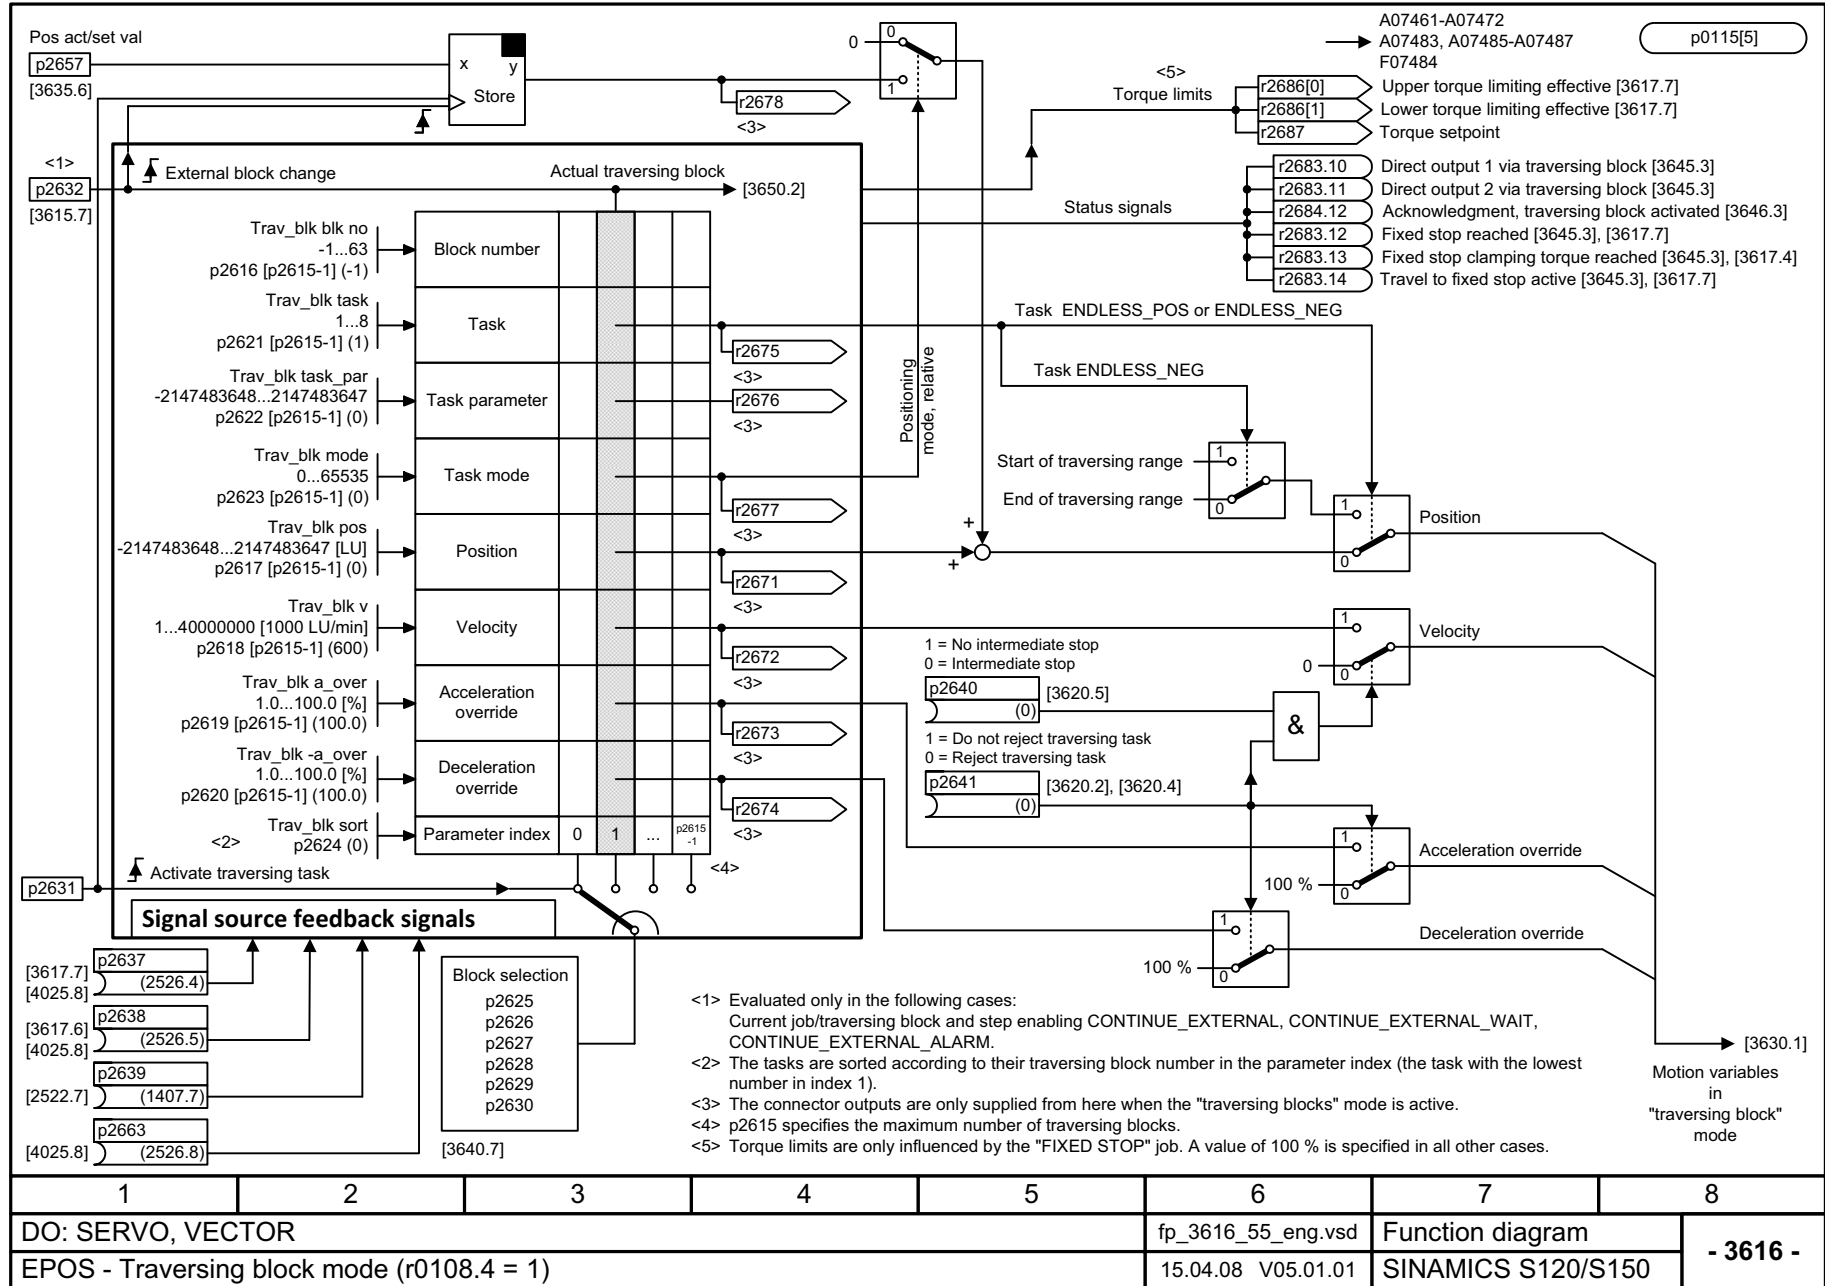 Pos act/set val
p2657
[3635.6]
x
y
Store
r2678
<3>
0
0
1
A07461-A07472
A07483, A07485-A07487
F07484
p0115[5]
<5>
Torque limits
r2686[0]
Upper torque limiting effective [3617.7]
r2686[1]
Lower torque limiting effective [3617.7]
r2687
Torque setpoint
<1>
p2632
[3615.7]
External block change
Actual traversing block
[3650.2]
Status signals
r2683.10
Direct output 1 via traversing block [3645.3]
r2683.11
Direct output 2 via traversing block [3645.3]
r2684.12
Acknowledgment, traversing block activated [3646.3]
r2683.12
Fixed stop reached [3645.3], [3617.7]
r2683.13
Fixed stop clamping torque reached [3645.3], [3617.4]
r2683.14
Travel to fixed stop active [3645.3], [3617.7]
Trav_blk blk no
-1...63
p2616 [p2615-1] (-1)
Block number
Trav_blk task
1...8
p2621 [p2615-1] (1)
Task
r2675
<3>
Task ENDLESS_POS or ENDLESS_NEG
Task ENDLESS_NEG
Trav_blk task_par
-2147483648...2147483647
p2622 [p2615-1] (0)
Task parameter
r2676
<3>
Positioning
mode, relative
Trav_blk mode
0...65535
p2623 [p2615-1] (0)
Task mode
r2677
<3>
Start of traversing range
End of traversing range
1
0
1
0
Position
Trav_blk pos
-2147483648...2147483647 [LU]
p2617 [p2615-1] (0)
Position
+
+
r2671
<3>
Trav_blk v
1...40000000 [1000 LU/min]
p2618 [p2615-1] (600)
Velocity
r2672
<3>
1 = No intermediate stop
0 = Intermediate stop
p2640
(0)
[3620.5]
1
0
0
Velocity
Trav_blk a_over
1.0...100.0 [%]
p2619 [p2615-1] (100.0)
Acceleration
override
r2673
<3>
&
1 = Do not reject traversing task
0 = Reject traversing task
p2641
(0)
[3620.2], [3620.4]
Trav_blk -a_over
1.0...100.0 [%]
p2620 [p2615-1] (100.0)
Deceleration
override
r2674
<3>
<2>
Trav_blk sort
p2624 (0)
Parameter index
0
1
...
p2615
-1
<4>
1
100 %
0
Acceleration override
Activate traversing task
p2631
Signal source feedback signals
1
100 %
0
Deceleration override
[3617.7]
[4025.8]
p2637
(2526.4)
[3617.6]
[4025.8]
p2638
(2526.5)
[2522.7]
p2639
(1407.7)
[4025.8]
p2663
(2526.8)
Block selection
p2625
p2626
p2627
p2628
p2629
p2630
[3640.7]
<1> Evaluated only in the following cases:
Current job/traversing block and step enabling CONTINUE_EXTERNAL, CONTINUE_EXTERNAL_WAIT,
CONTINUE_EXTERNAL_ALARM.
<2> The tasks are sorted according to their traversing block number in the parameter index (the task with the lowest
number in index 1).
<3> The connector outputs are only supplied from here when the "traversing blocks" mode is active.
<4> p2615 specifies the maximum number of traversing blocks.
<5> Torque limits are only influenced by the "FIXED STOP" job. A value of 100 % is specified in all other cases.
[3630.1]
Motion variables
in
"traversing block"
mode
1 2 3 4 5 6 7 8
DO: SERVO, VECTOR
fp_3616_55_eng.vsd
Function diagram
- 3616 -
EPOS - Traversing block mode (r0108.4 = 1)
15.04.08 V05.01.01
SINAMICS S120/S150